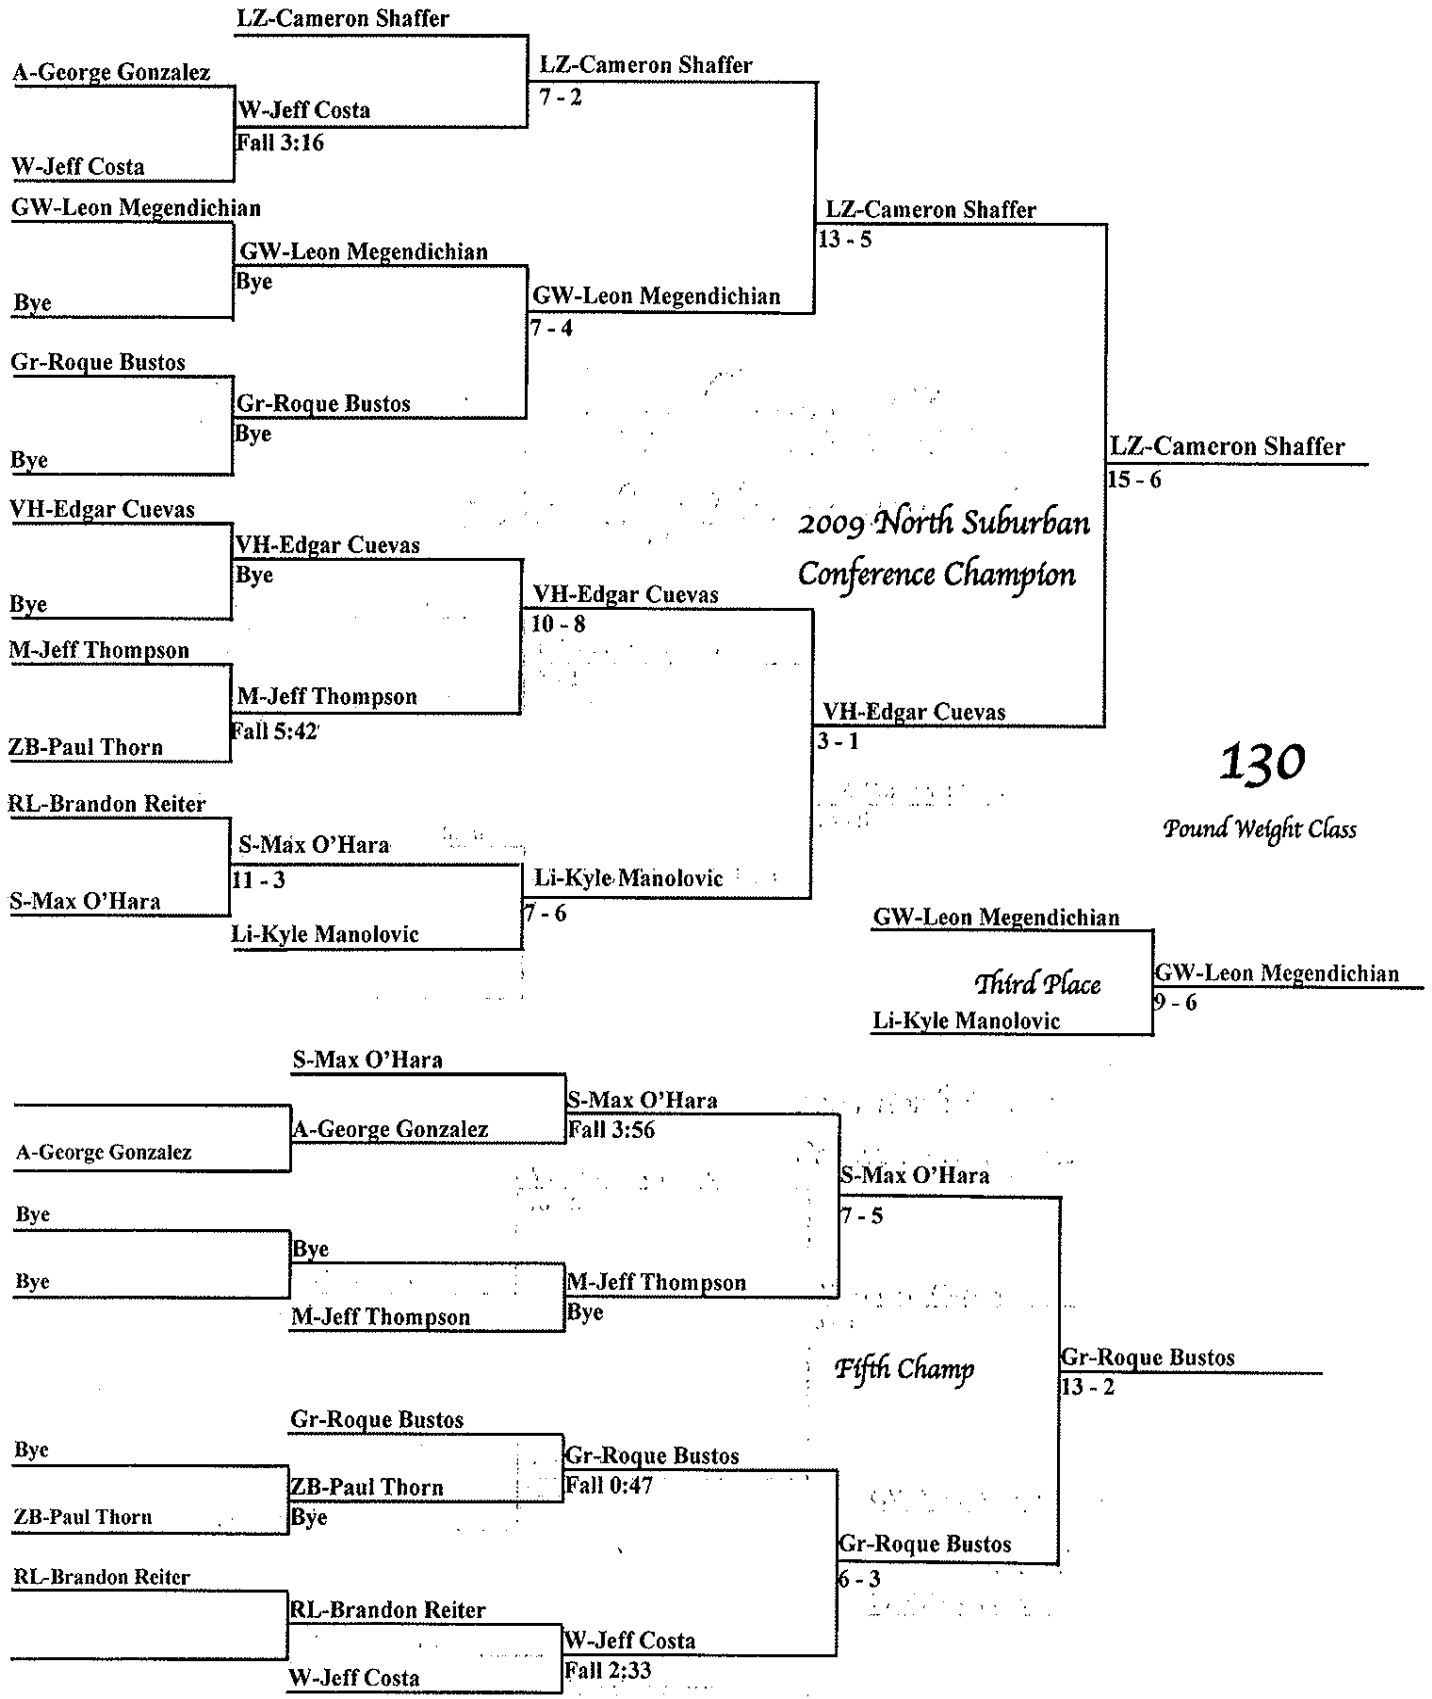 LZ-Cameron Shaffer
A-George Gonzalez
W-Jeff Costa
Fall 3:16
W-Jeff Costa
LZ-Cameron Shaffer
7 - 2
GW-Leon Megendichian
GW-Leon Megendichian
Bye
Bye
GW-Leon Megendichian
7 - 4
Gr-Roque Bustos
Gr-Roque Bustos
Bye
Bye
LZ-Cameron Shaffer
13 - 5
VH-Edgar Cuevas
VH-Edgar Cuevas
Bye
Bye
VH-Edgar Cuevas
10 - 8
M-Jeff Thompson
M-Jeff Thompson
Fall 5:42
ZB-Paul Thorn
RL-Brandon Reiter
S-Max O'Hara
11 - 3
S-Max O'Hara
Li-Kyle Manolovic
Li-Kyle Manolovic
7 - 6
VH-Edgar Cuevas
3 - 1
LZ-Cameron Shaffer
15 - 6
2009 North Suburban
Conference Champion
130
Pound Weight Class
GW-Leon Megendichian
Third Place
Li-Kyle Manolovic
GW-Leon Megendichian
9 - 6
S-Max O'Hara
A-George Gonzalez
A-George Gonzalez
S-Max O'Hara
Fall 3:56
Bye
Bye
Bye
M-Jeff Thompson
M-Jeff Thompson
Bye
S-Max O'Hara
7 - 5
Fifth Champ
Gr-Roque Bustos
13 - 2
Gr-Roque Bustos
Bye
ZB-Paul Thorn
Bye
ZB-Paul Thorn
Gr-Roque Bustos
Fall 0:47
RL-Brandon Reiter
RL-Brandon Reiter
W-Jeff Costa
W-Jeff Costa
Fall 2:33
Gr-Roque Bustos
6 - 3